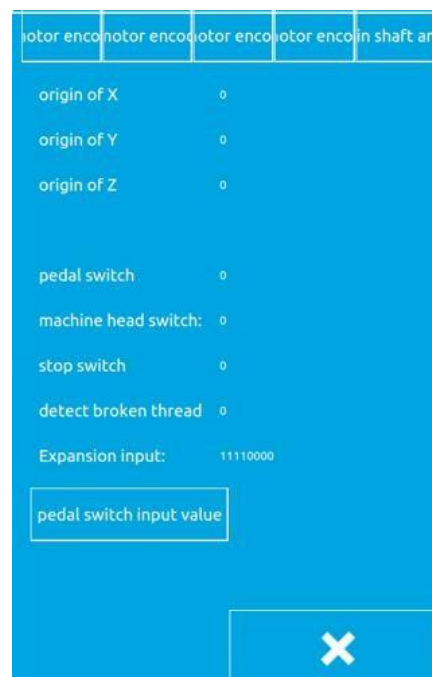 otor enco notor encod otor enco otor enco in shaft ar
origin of X 0
origin of Y 0
origin of Z 0
pedal switch 0
machine head switch: 0
stop switch 0
detect broken thread 0
Expansion input: 11110000
pedal switch input value